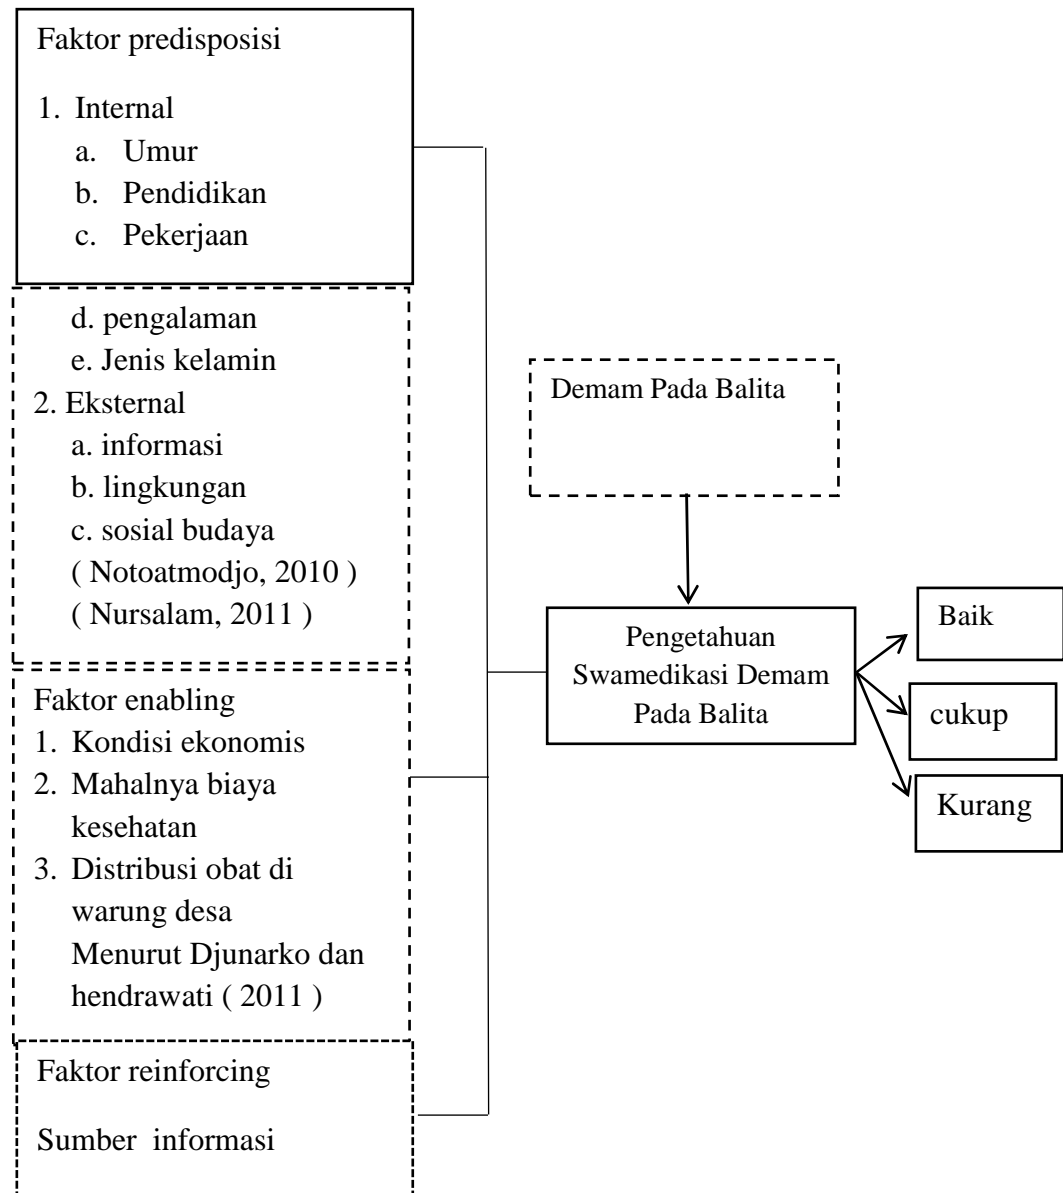 Faktor predisposisi
1. Internal
a. Umur
b. Pendidikan
c. Pekerjaan
d. pengalaman
e. Jenis kelamin
2. Eksternal
a. informasi
b. lingkungan
c. sosial budaya
( Notoatmodjo, 2010 )
( Nursalam, 2011 )
Faktor enabling
1. Kondisi ekonomis
2. Mahalnya biaya
kesehatan
3. Distribusi obat di
warung desa
Menurut Djunarko dan
hendrawati ( 2011 )
Faktor reinforcing
Sumber informasi
Demam Pada Balita
Pengetahuan
Swamedikasi Demam
Pada Balita
Baik
cukup
Kurang